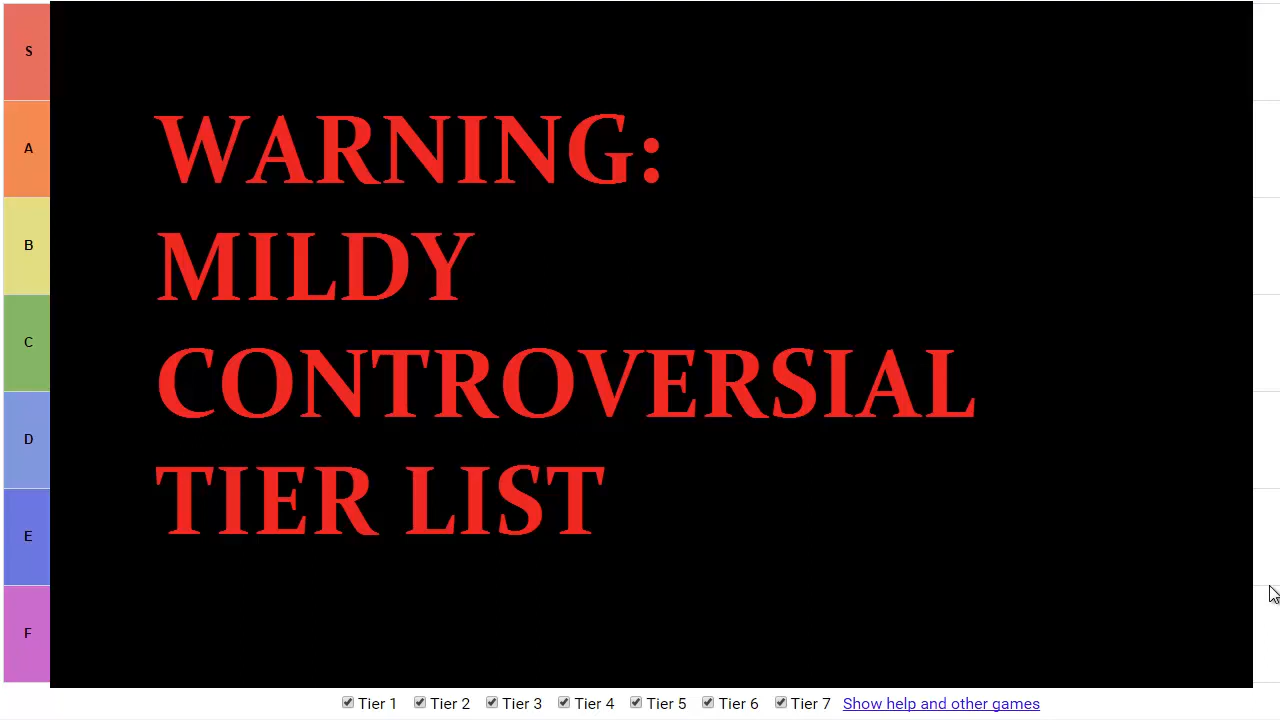 S
A
B
C
D
E
F
WARNING:
MILDY
CONTROVERSIAL
TIER LIST
Tier 1 Tier 2 Tier 3 Tier 4 Tier 5 Tier 6 Tier 7 Show help and other games